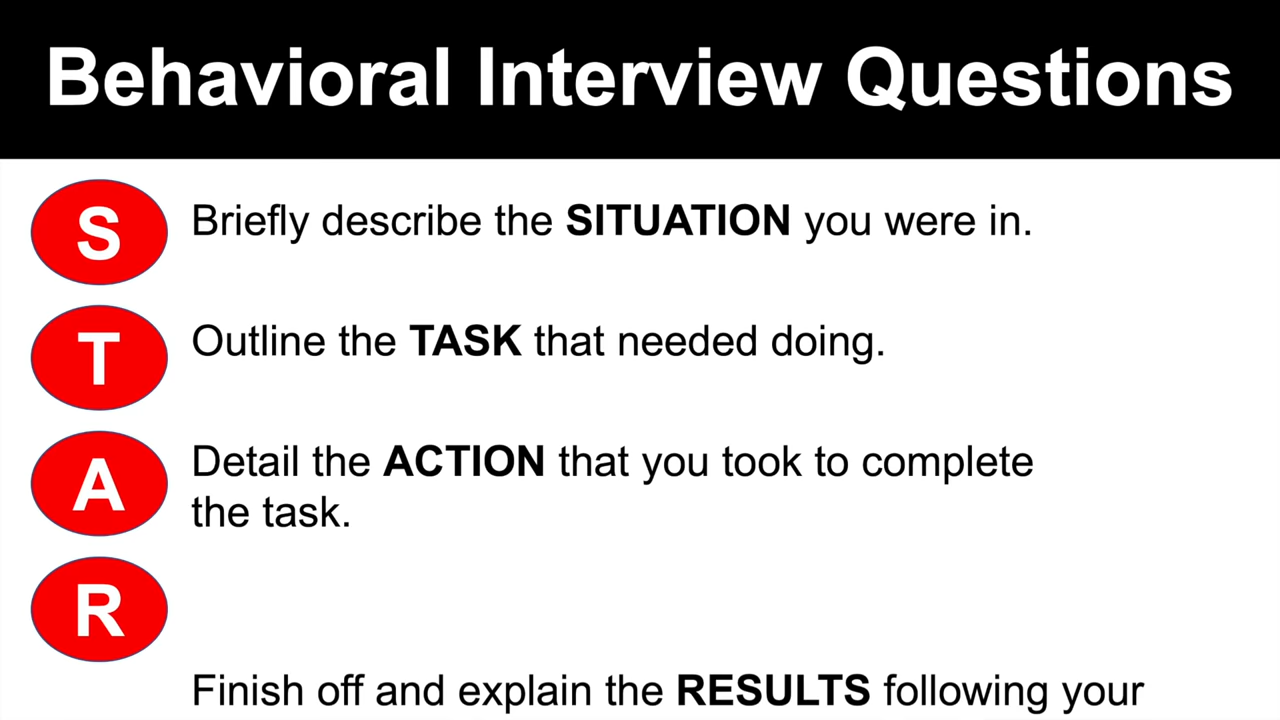 Behavioral Interview Questions
S
Briefly describe the SITUATION you were in.
T
Outline the TASK that needed doing.
A
Detail the ACTION that you took to complete
the task.
R
Finish off and explain the RESULTS following your